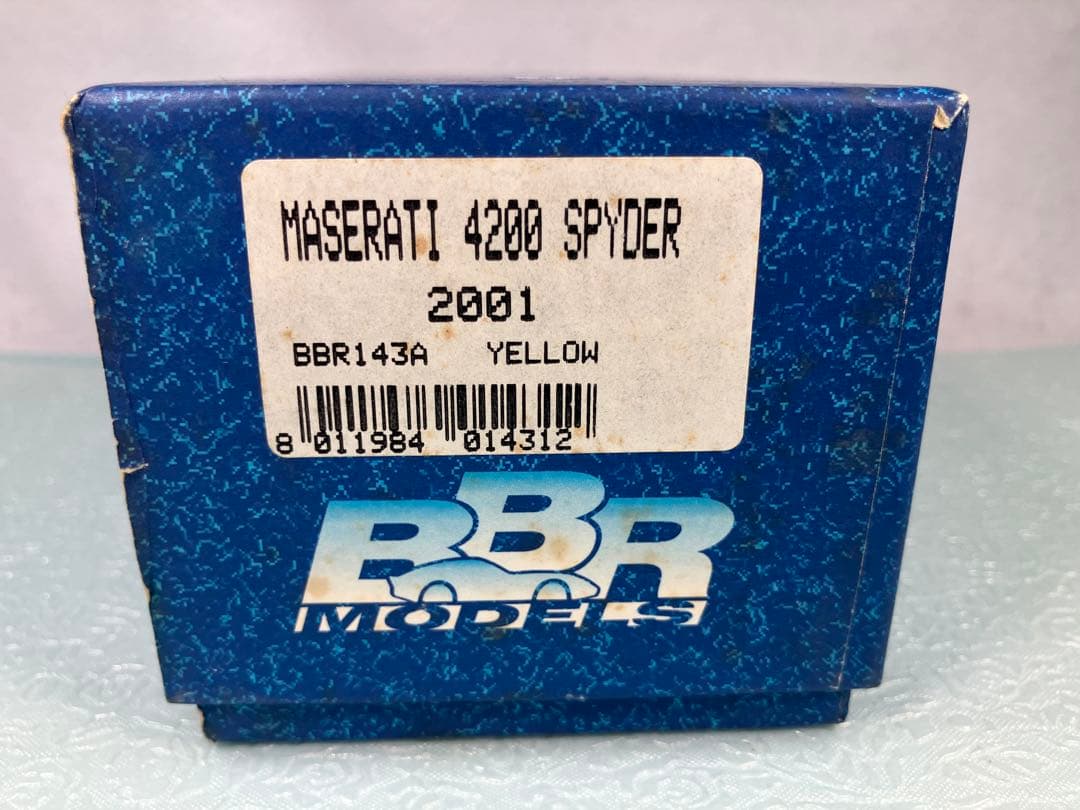 MASERATI 4200 SPYDER
2001
BBR143A YELLOW
8 011984 014312
BBR
MODELS